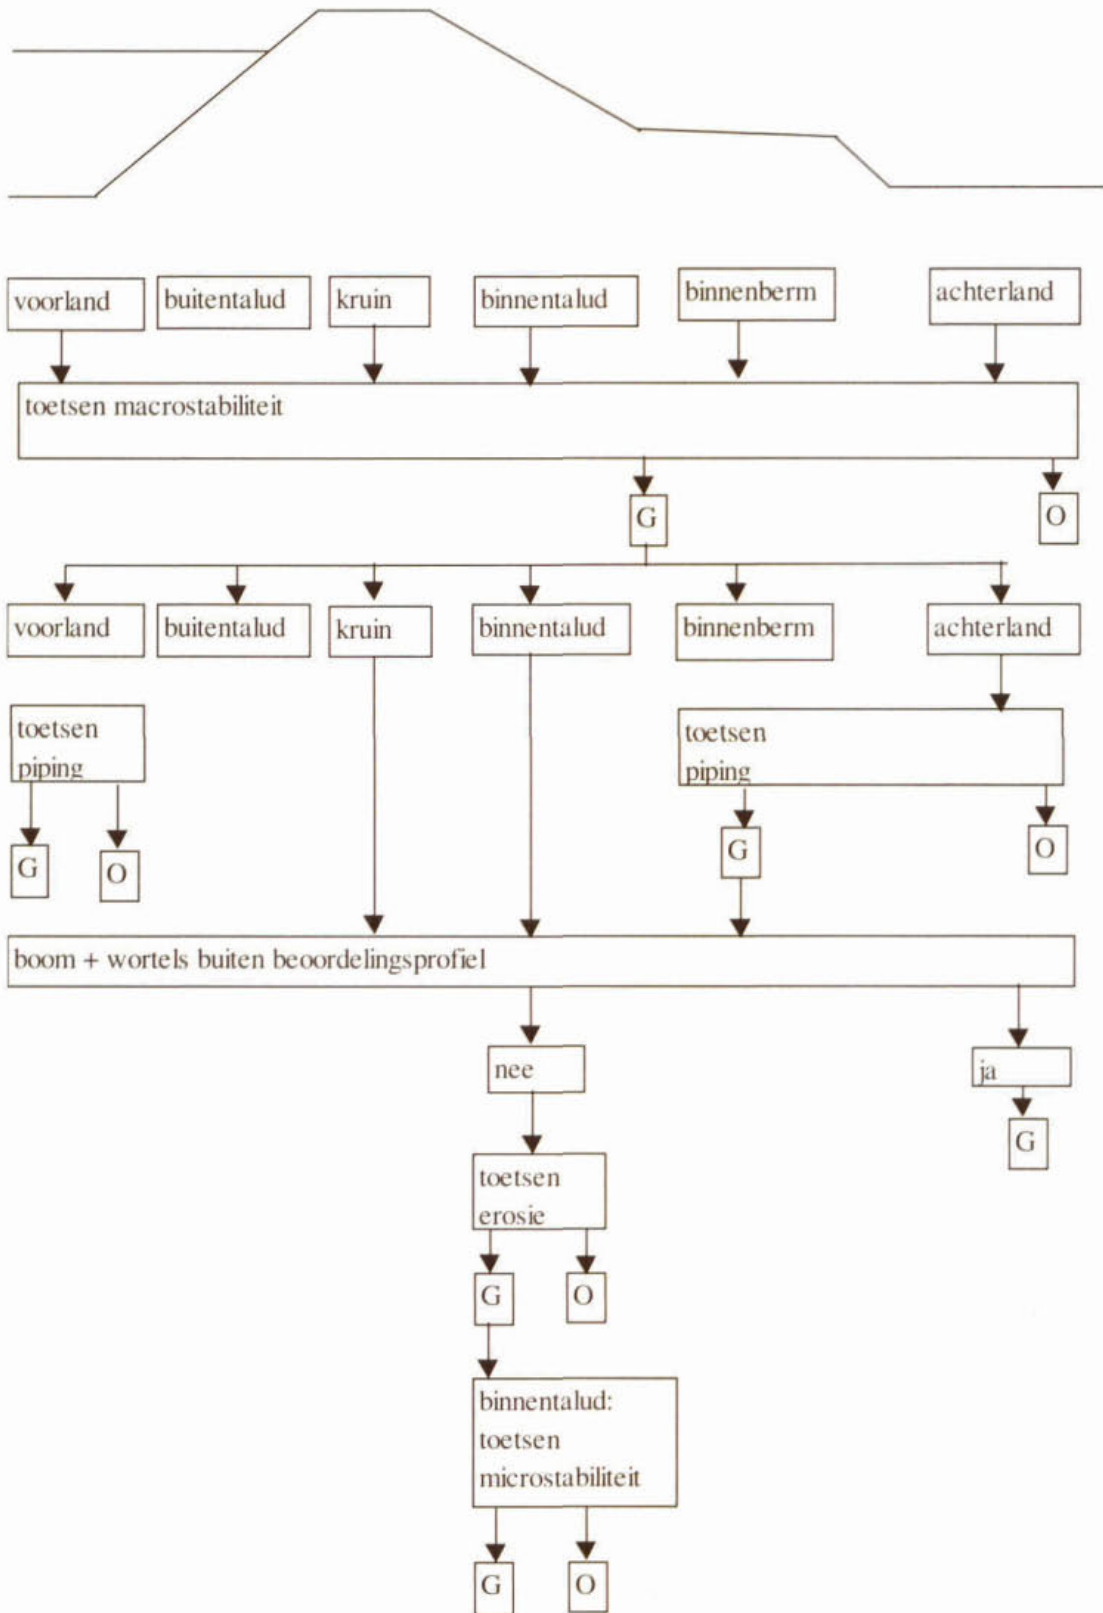 voorland
buitentalud
kruin
binnentalud
binnenberm
achterland
toetsen macrostabiliteit
G
O
voorland
buitentalud
kruin
binnentalud
binnenberm
achterland
toetsen
piping
toetsen
piping
G
O
G
O
boom + wortels buiten beoordelingsprofiel
nee
ja
G
toetsen
erosie
G
O
binnentalud:
toetsen
microstabiliteit
G
O